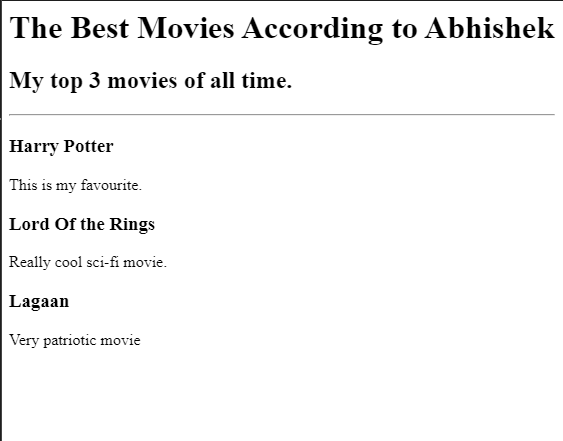 The Best Movies According to Abhishek
My top 3 movies of all time.
Harry Potter
This is my favourite.
Lord Of the Rings
Really cool sci-fi movie.
Lagaan
Very patriotic movie